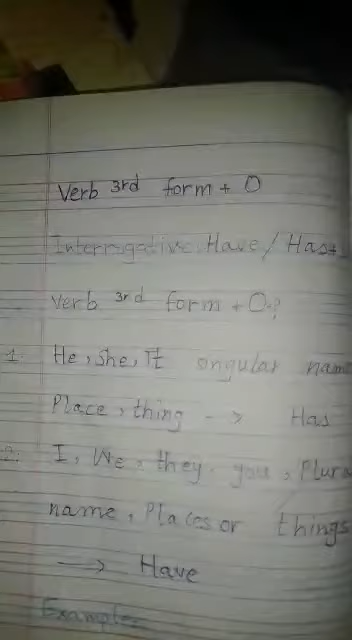 Verb 3rd form + O
Interrogative Have / Has +
Verb 3rd form + O ?
1. He, she, It singular name
Place, thing --> Has
2. I, We, they, you, Plura
name, Places or things
--> Have
Example